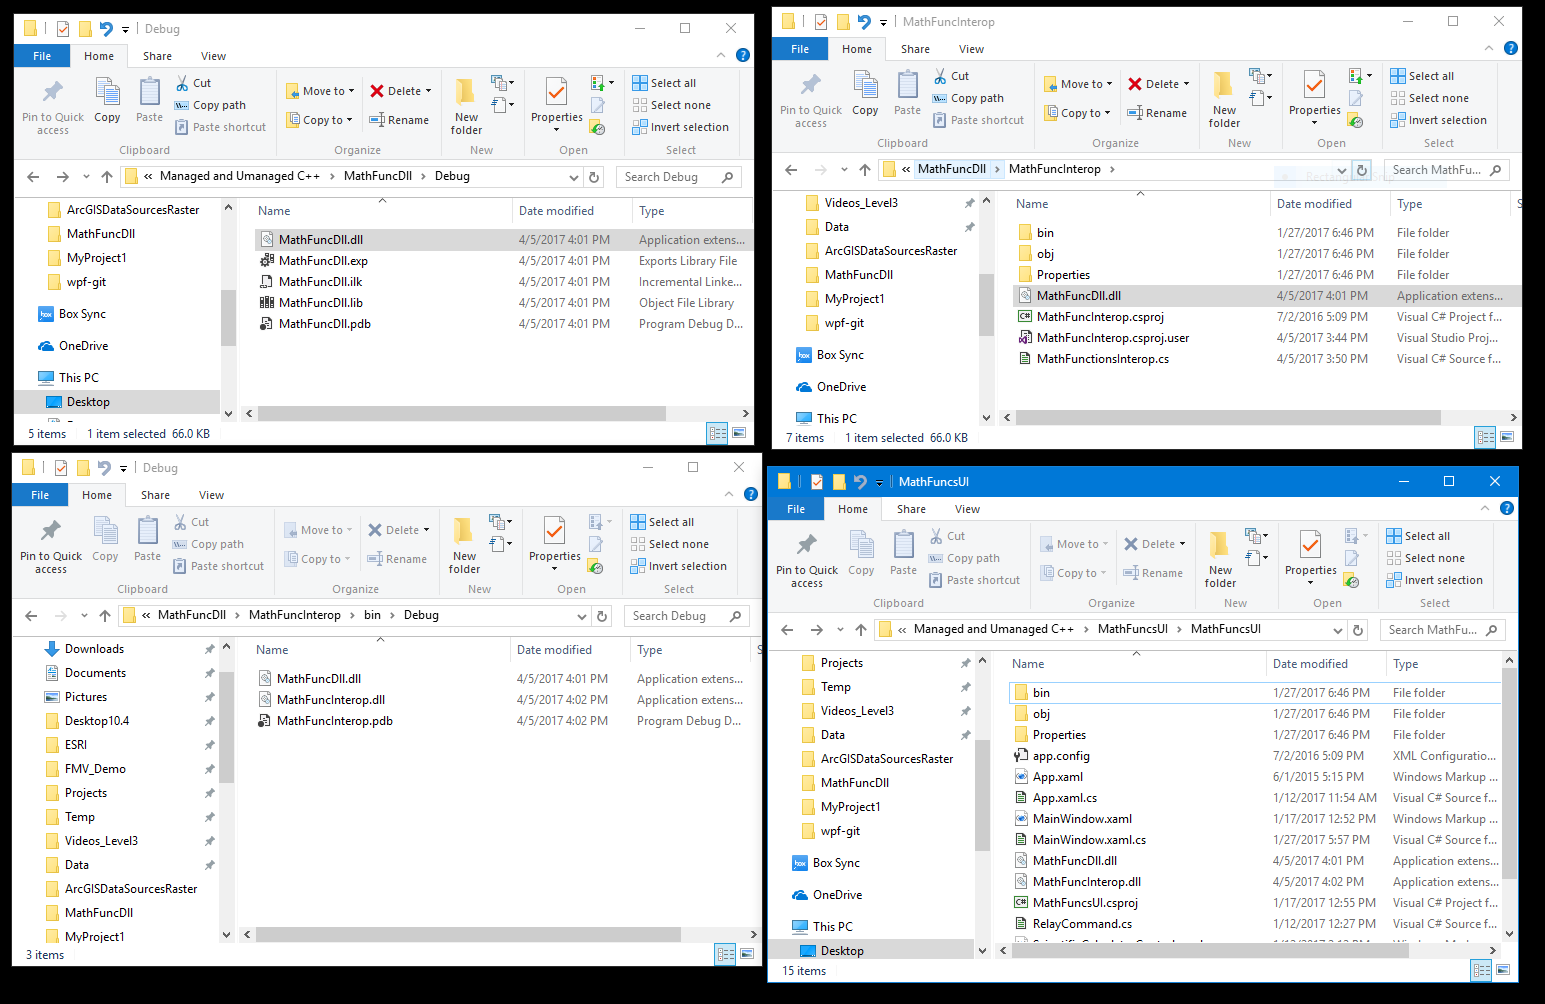 Debug
File Home Share View
Pin to Quick access
Copy
Paste
Cut
Copy path
Paste shortcut
Clipboard
Move to
Copy to
Delete
Rename
Organize
New folder
New
Properties
Open
Select all
Select none
Invert selection
Select
« Managed and Umanaged C++ > MathFuncDll > Debug
Search Debug
ArcGISDataSourcesRaster
MathFuncDll
MyProject1
wpf-git
Box Sync
OneDrive
This PC
Desktop
Name Date modified Type
MathFuncDll.dll 4/5/2017 4:01 PM Application extens...
MathFuncDll.exp 4/5/2017 4:01 PM Exports Library File
MathFuncDll.ilk 4/5/2017 4:01 PM Incremental Linke...
MathFuncDll.lib 4/5/2017 4:01 PM Object File Library
MathFuncDll.pdb 4/5/2017 4:01 PM Program Debug D...
5 items 1 item selected 66.0 KB
MathFuncInterop
File Home Share View
Pin to Quick access
Copy
Paste
Cut
Copy path
Paste shortcut
Clipboard
Move to
Copy to
Delete
Rename
Organize
New folder
New
Properties
Open
Select all
Select none
Invert selection
Select
« MathFuncDll > MathFuncInterop >
Search MathFu...
Videos_Level3
Data
ArcGISDataSourcesRaster
MathFuncDll
MyProject1
wpf-git
Box Sync
OneDrive
This PC
Name Date modified Type S
bin 1/27/2017 6:46 PM File folder
obj 1/27/2017 6:46 PM File folder
Properties 1/27/2017 6:46 PM File folder
MathFuncDll.dll 4/5/2017 4:01 PM Application extens...
MathFuncInterop.csproj 7/2/2016 5:09 PM Visual C# Project f...
MathFuncInterop.csproj.user 4/5/2017 3:44 PM Visual Studio Proj...
MathFunctionsInterop.cs 4/5/2017 3:50 PM Visual C# Source f...
7 items 1 item selected 66.0 KB
Debug
File Home Share View
Pin to Quick access
Copy
Paste
Cut
Copy path
Paste shortcut
Clipboard
Move to
Copy to
Delete
Rename
Organize
New folder
New
Properties
Open
Select all
Select none
Invert selection
Select
« MathFuncDll > MathFuncInterop > bin > Debug
Search Debug
Downloads
Documents
Pictures
Desktop10.4
ESRI
FMV_Demo
Projects
Temp
Videos_Level3
Data
ArcGISDataSourcesRaster
MathFuncDll
MyProject1
Name Date modified Type S
MathFuncDll.dll 4/5/2017 4:01 PM Application extens...
MathFuncInterop.dll 4/5/2017 4:02 PM Application extens...
MathFuncInterop.pdb 4/5/2017 4:02 PM Program Debug D...
3 items
MathFuncsUI
File Home Share View
Pin to Quick access
Copy
Paste
Cut
Copy path
Paste shortcut
Clipboard
Move to
Copy to
Delete
Rename
Organize
New folder
New
Properties
Open
Select all
Select none
Invert selection
Select
« Managed and Umanaged C++ > MathFuncsUI > MathFuncsUI
Search MathFu...
Projects
Temp
Videos_Level3
Data
ArcGISDataSourcesRaster
MathFuncDll
MyProject1
wpf-git
Box Sync
OneDrive
This PC
Desktop
Name Date modified Type
bin 1/27/2017 6:46 PM File folder
obj 1/27/2017 6:46 PM File folder
Properties 1/27/2017 6:46 PM File folder
app.config 7/2/2016 5:09 PM XML Configuratio...
App.xaml 6/1/2015 5:15 PM Windows Markup ...
App.xaml.cs 1/12/2017 11:54 AM Visual C# Source f...
MainWindow.xaml 1/17/2017 12:52 PM Windows Markup ...
MainWindow.xaml.cs 1/27/2017 5:57 PM Visual C# Source f...
MathFuncDll.dll 4/5/2017 4:01 PM Application extens...
MathFuncInterop.dll 4/5/2017 4:02 PM Application extens...
MathFuncsUI.csproj 1/17/2017 12:55 PM Visual C# Project f...
RelayCommand.cs 1/12/2017 12:27 PM Visual C# Source f...
15 items